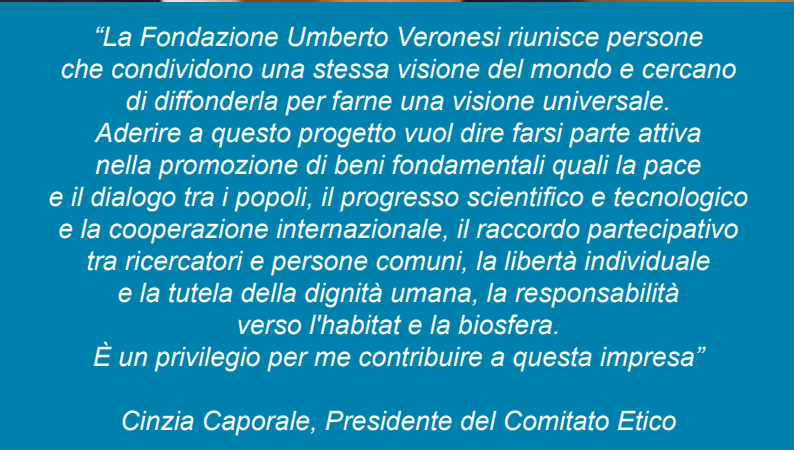 “La Fondazione Umberto Veronesi riunisce persone
che condividono una stessa visione del mondo e cercano
di diffonderla per farne una visione universale.
Aderire a questo progetto vuol dire farsi parte attiva
nella promozione di beni fondamentali quali la pace
e il dialogo tra i popoli, il progresso scientifico e tecnologico
e la cooperazione internazionale, il raccordo partecipativo
tra ricercatori e persone comuni, la libertà individuale
e la tutela della dignità umana, la responsabilità
verso l'habitat e la biosfera.
È un privilegio per me contribuire a questa impresa”
Cinzia Caporale, Presidente del Comitato Etico